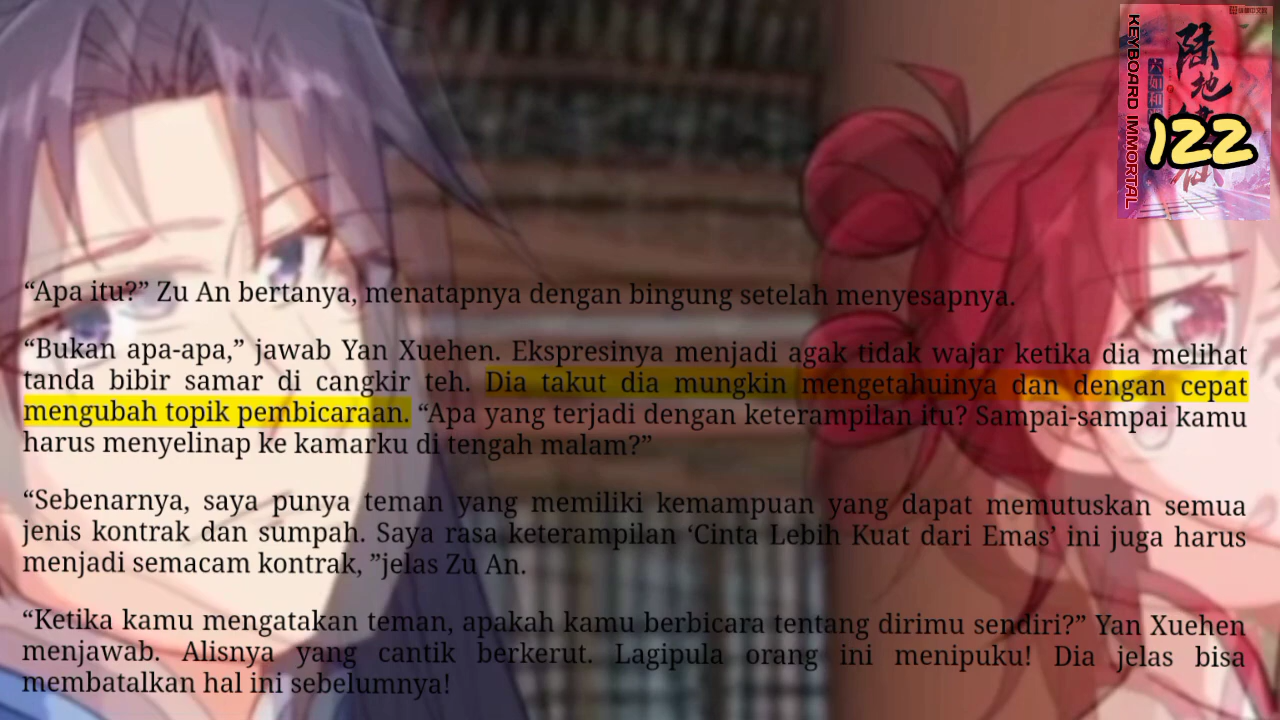 KEYBOARD IMMORTAL
陆地
122
“Apa itu?” Zu An bertanya, menatapnya dengan bingung setelah menyesapnya.
“Bukan apa-apa,” jawab Yan Xuehen. Ekspresinya menjadi agak tidak wajar ketika dia melihat
tanda bibir samar di cangkir teh. Dia takut dia mungkin mengetahuinya dan dengan cepat
mengubah topik pembicaraan. “Apa yang terjadi dengan keterampilan itu? Sampai-sampai kamu
harus menyelinap ke kamarku di tengah malam?”
“Sebenarnya, saya punya teman yang memiliki kemampuan yang dapat memutuskan semua
jenis kontrak dan sumpah. Saya rasa keterampilan ‘Cinta Lebih Kuat dari Emas’ ini juga harus
menjadi semacam kontrak, ”jelas Zu An.
“Ketika kamu mengatakan teman, apakah kamu berbicara tentang dirimu sendiri?” Yan Xuehen
menjawab. Alisnya yang cantik berkerut. Lagipula orang ini menipuku! Dia jelas bisa
membatalkan hal ini sebelumnya!